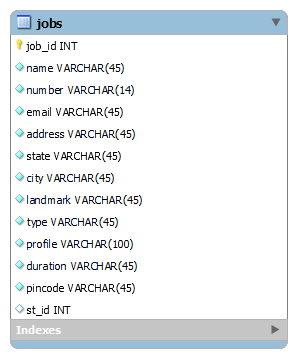 jobs
job_id INT
name VARCHAR(45)
number VARCHAR(14)
email VARCHAR(45)
address VARCHAR(45)
state VARCHAR(45)
city VARCHAR(45)
landmark VARCHAR(45)
type VARCHAR(45)
profile VARCHAR(100)
duration VARCHAR(45)
pincode VARCHAR(45)
st_id INT
Indexes